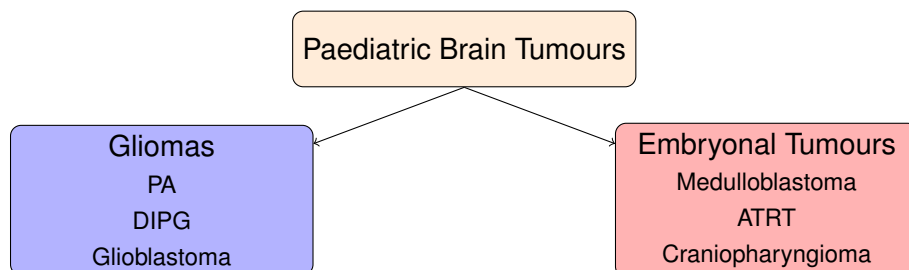 Paediatric Brain Tumours
Gliomas
PA
DIPG
Glioblastoma
Embryonal Tumours
Medulloblastoma
ATRT
Craniopharyngioma